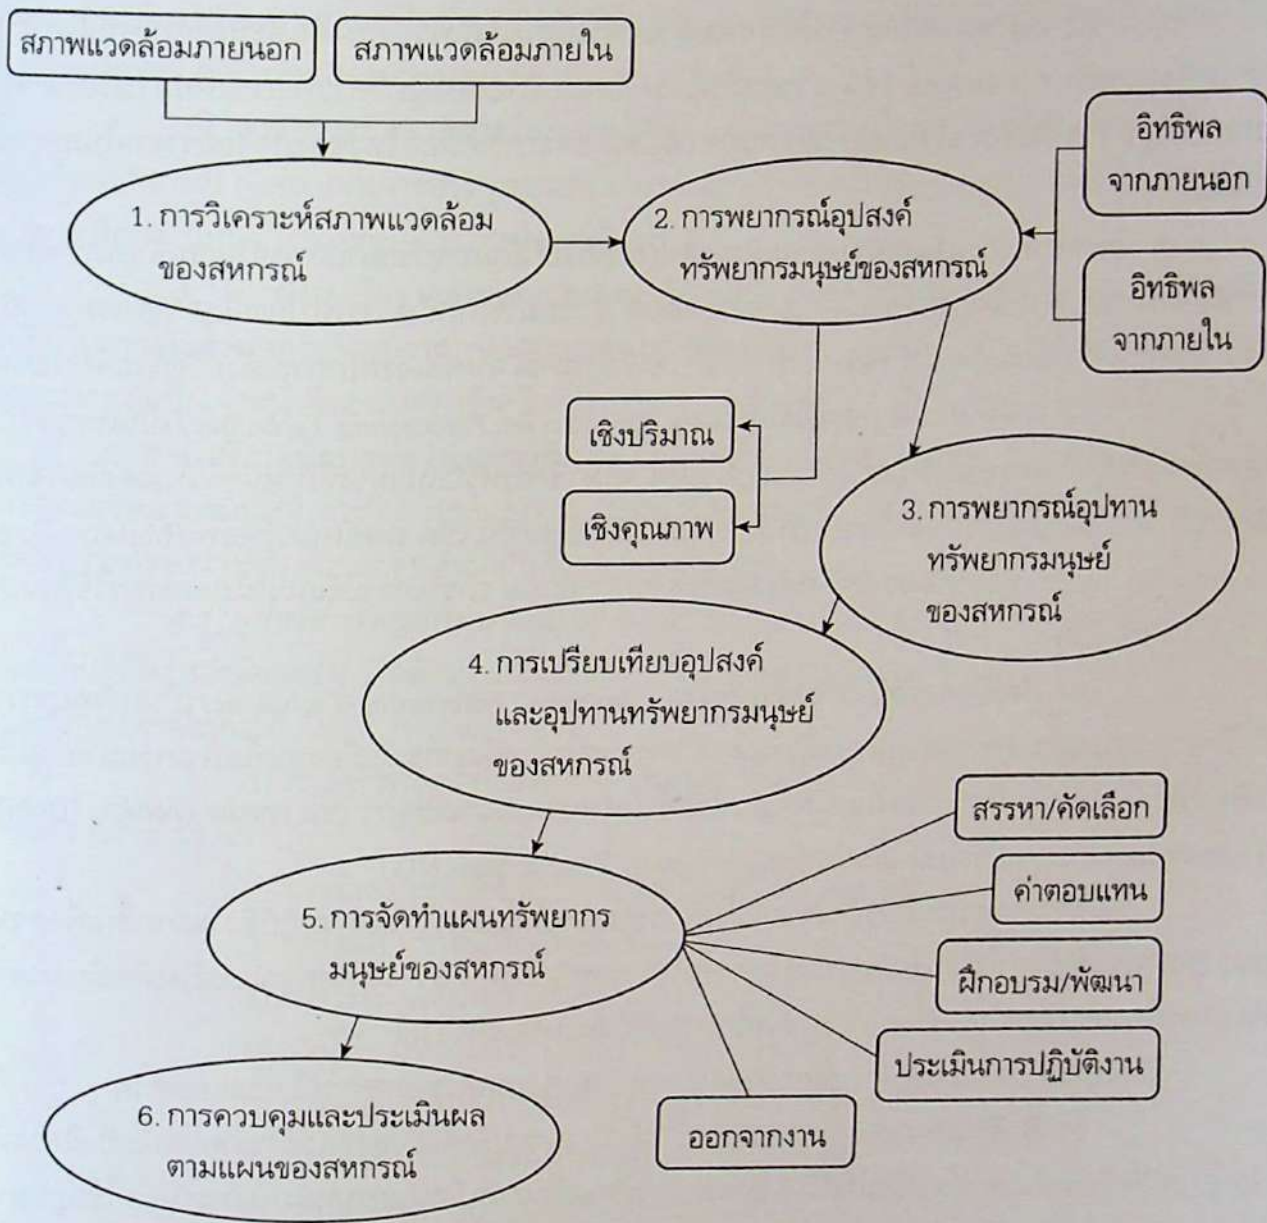 สภาพแวดล้อมภายนอก
สภาพแวดล้อมภายใน
1. การวิเคราะห์สภาพแวดล้อม
ของสหกรณ์
2. การพยากรณ์อุปสงค์
ทรัพยากรมนุษย์ของสหกรณ์
อิทธิพล
จากภายนอก
อิทธิพล
จากภายใน
เชิงปริมาณ
เชิงคุณภาพ
3. การพยากรณ์อุปทาน
ทรัพยากรมนุษย์
ของสหกรณ์
4. การเปรียบเทียบอุปสงค์
และอุปทานทรัพยากรมนุษย์
ของสหกรณ์
สรรหา/คัดเลือก
ค่าตอบแทน
5. การจัดทำแผนทรัพยากร
มนุษย์ของสหกรณ์
ฝึกอบรม/พัฒนา
ประเมินการปฏิบัติงาน
ออกจากงาน
6. การควบคุมและประเมินผล
ตามแผนของสหกรณ์